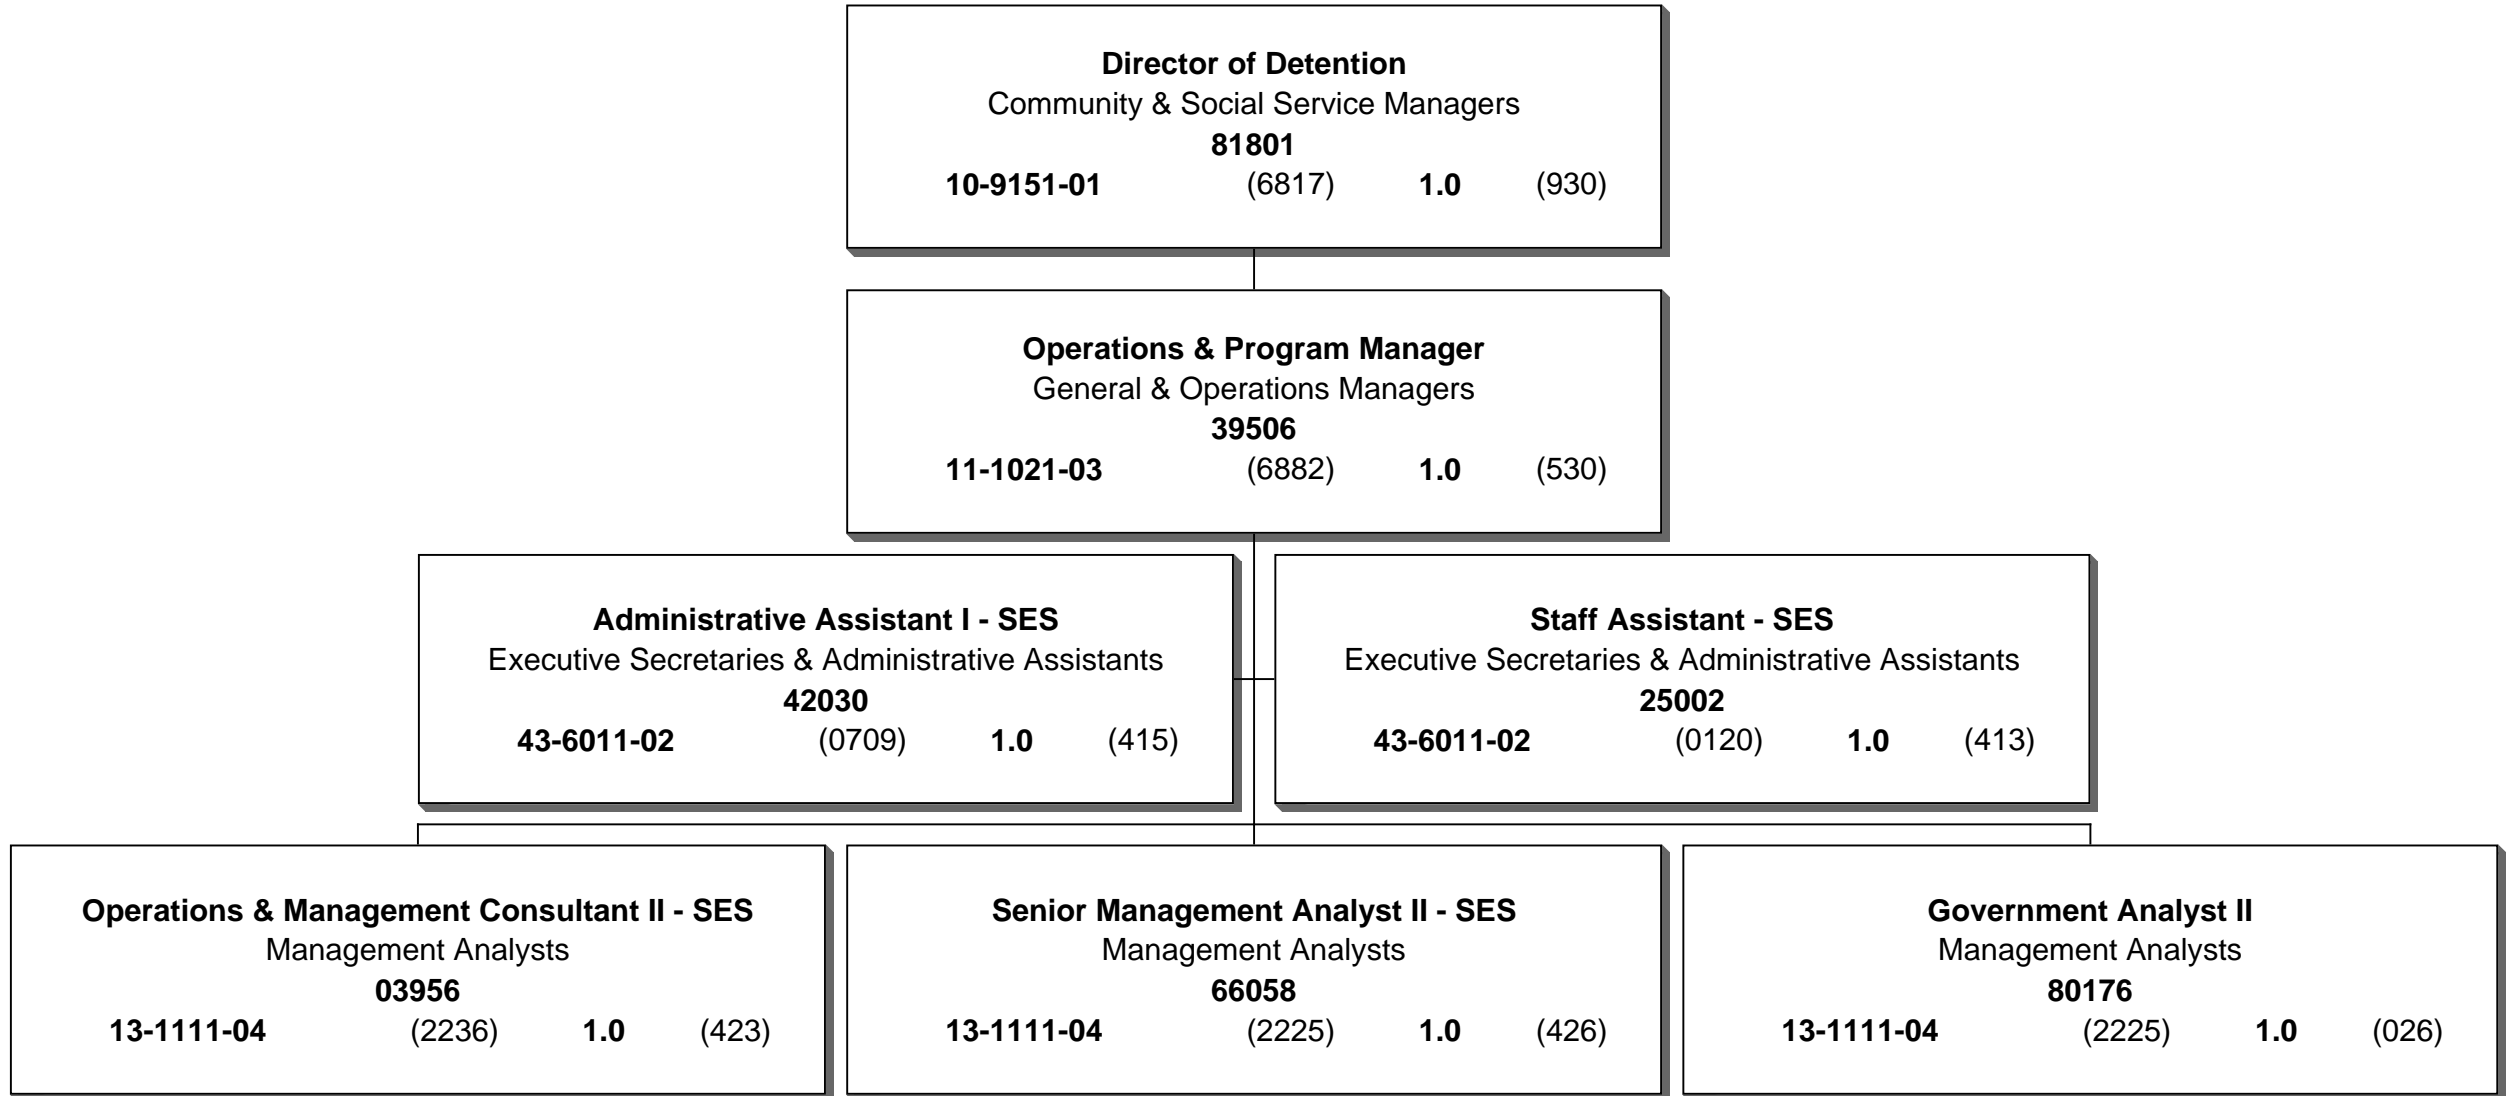 Director of Detention
Community & Social Service Managers
81801
10-9151-01 (6817) 1.0 (930)
Operations & Program Manager
General & Operations Managers
39506
11-1021-03 (6882) 1.0 (530)
Administrative Assistant I - SES
Executive Secretaries & Administrative Assistants
42030
43-6011-02 (0709) 1.0 (415)
Staff Assistant - SES
Executive Secretaries & Administrative Assistants
25002
43-6011-02 (0120) 1.0 (413)
Operations & Management Consultant II - SES
Management Analysts
03956
13-1111-04 (2236) 1.0 (423)
Senior Management Analyst II - SES
Management Analysts
66058
13-1111-04 (2225) 1.0 (426)
Government Analyst II
Management Analysts
80176
13-1111-04 (2225) 1.0 (026)